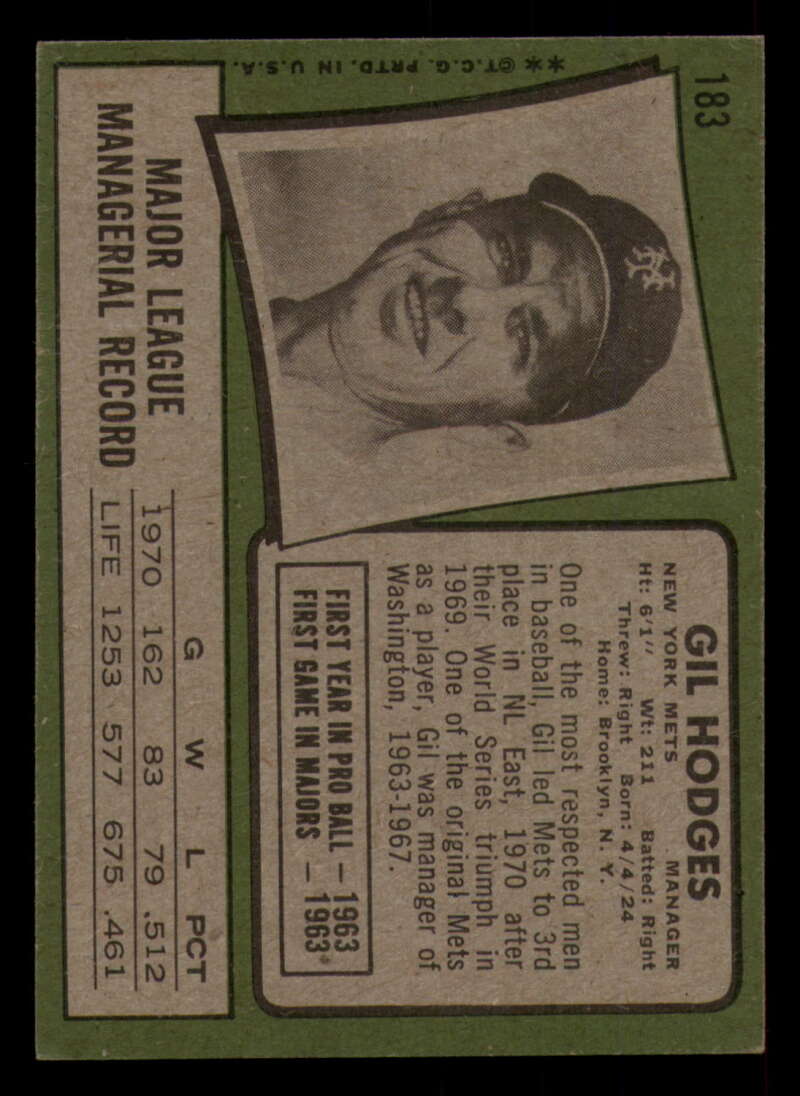 183
**©T.C.G. PRTD. IN U.S.A.
NY
GIL HODGES
NEW YORK METS MANAGER
Ht: 6'1" Wt: 211 Batted: Right
Threw: Right Born: 4/4/24
Home: Brooklyn, N. Y.
One of the most respected men
in baseball, Gil led Mets to 3rd
place in NL East, 1970 after
their World Series triumph in
1969. One of the original Mets
as a player, Gil was manager of
Washington, 1963-1967.
FIRST YEAR IN PRO BALL — 1963
FIRST GAME IN MAJORS — 1963
MAJOR LEAGUE
MANAGERIAL RECORD
G W L PCT
1970 162 83 79 .512
LIFE 1253 577 675 .461